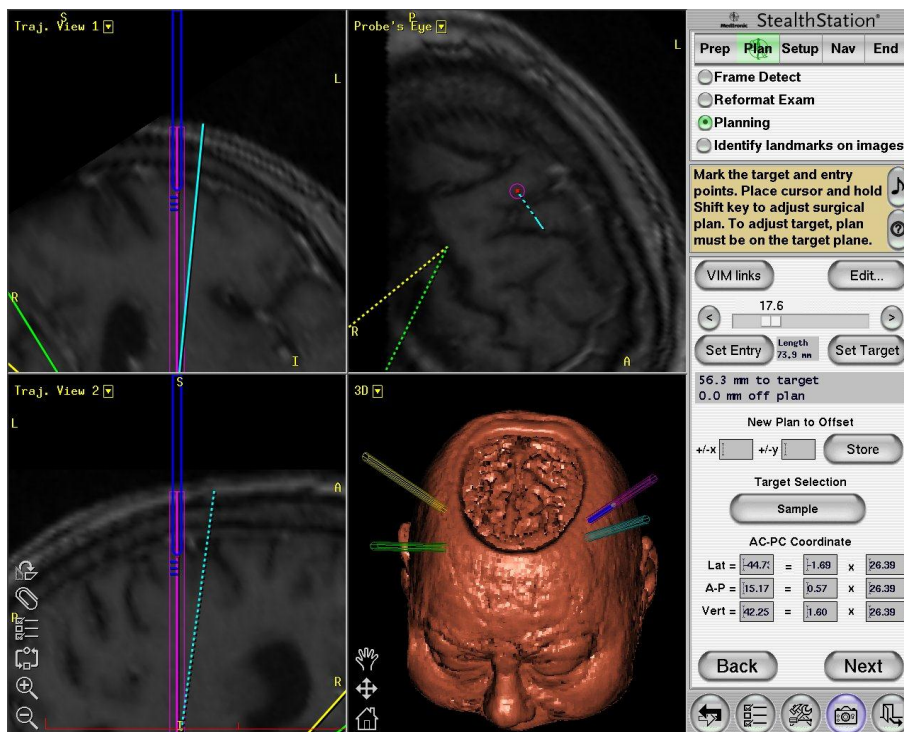 S
Traj. View 1
L
R
I
P
Probe's Eye
L
R
A
S
Traj. View 2
L
A
P
R
I
3D
Medtronic StealthStation®
Prep Plan Setup Nav End
Frame Detect
Reformat Exam
Planning
Identify landmarks on images
Mark the target and entry
points. Place cursor and hold
Shift key to adjust surgical
plan. To adjust target, plan
must be on the target plane.
VIM links Edit...
17.6
< >
Set Entry Length Set Target
73.9 mm
56.3 mm to target
0.0 mm off plan
New Plan to Offset
+/-x +/-y Store
Target Selection
Sample
AC-PC Coordinate
Lat = -44.73 = -1.69 x 26.39
A-P = 15.17 = 0.57 x 26.39
Vert = 42.25 = 1.60 x 26.39
Back Next